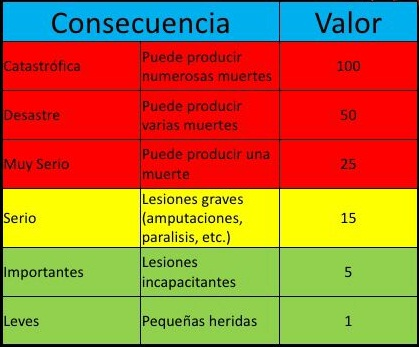 Consecuencia Valor
Catastrófica Puede producir numerosas muertes 100
Desastre Puede producir varias muertes 50
Muy Serio Puede producir una muerte 25
Serio Lesiones graves (amputaciones, paralisis, etc.) 15
Importantes Lesiones incapacitantes 5
Leves Pequeñas heridas 1